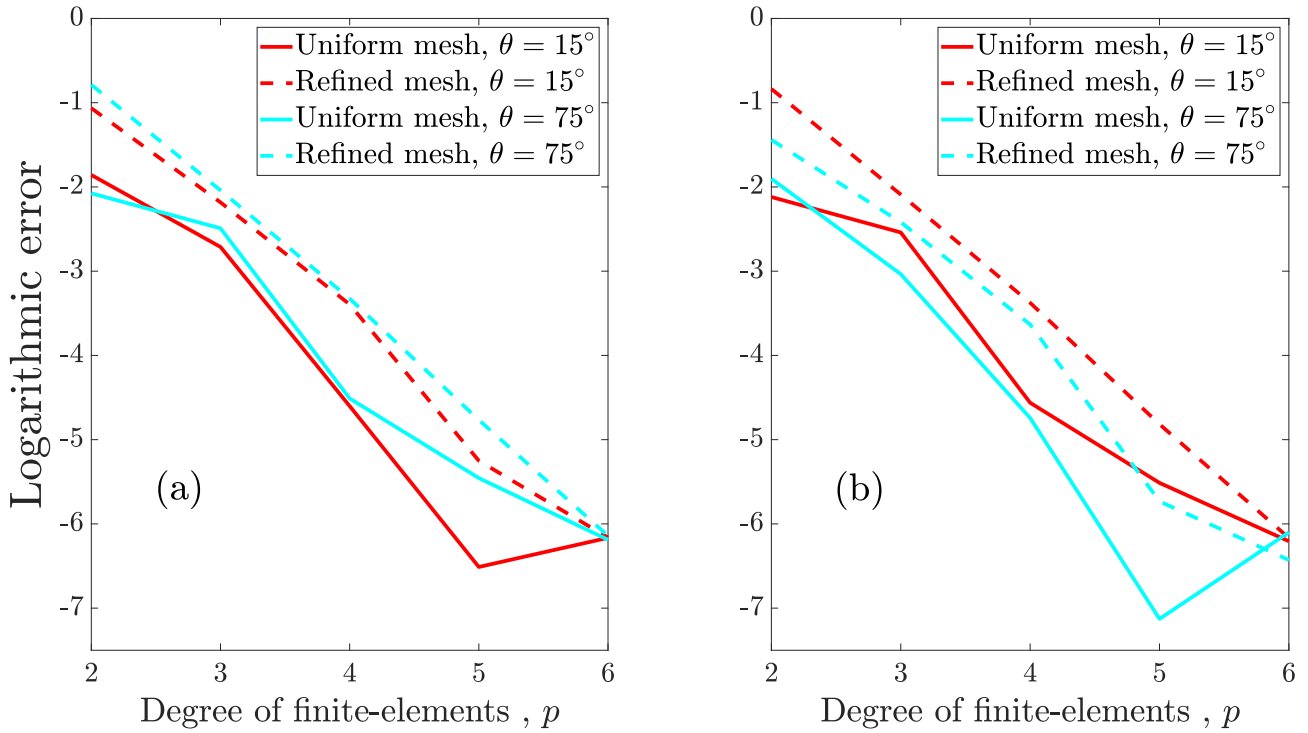 Logarithmic error
0
-1
-2
-3
-4
-5
-6
-7
2
3
4
5
6
Degree of finite-elements , p
Uniform mesh, θ = 15°
Refined mesh, θ = 15°
Uniform mesh, θ = 75°
Refined mesh, θ = 75°
(a)
0
-1
-2
-3
-4
-5
-6
-7
2
3
4
5
6
Degree of finite-elements , p
Uniform mesh, θ = 15°
Refined mesh, θ = 15°
Uniform mesh, θ = 75°
Refined mesh, θ = 75°
(b)